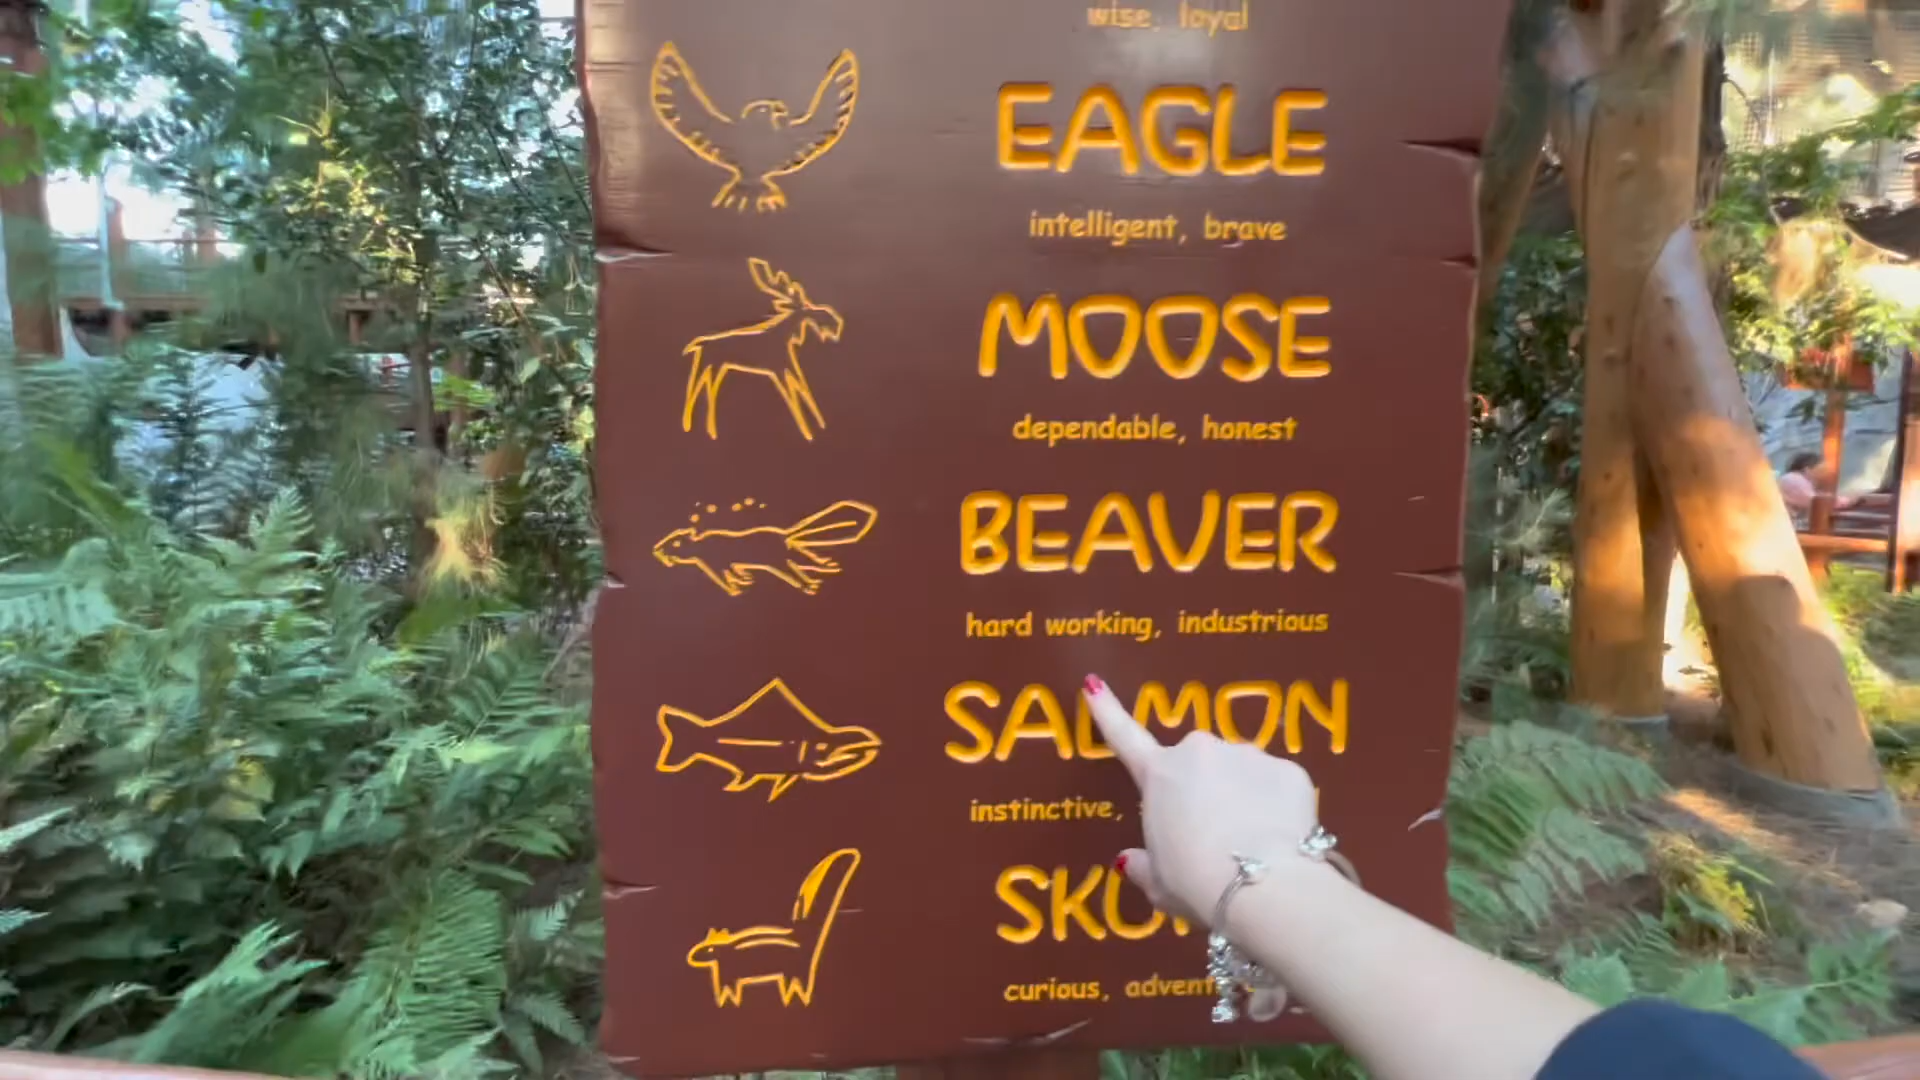 wise, loyal
EAGLE
intelligent, brave
MOOSE
dependable, honest
BEAVER
hard working, industrious
SALMON
instinctive,
curious,